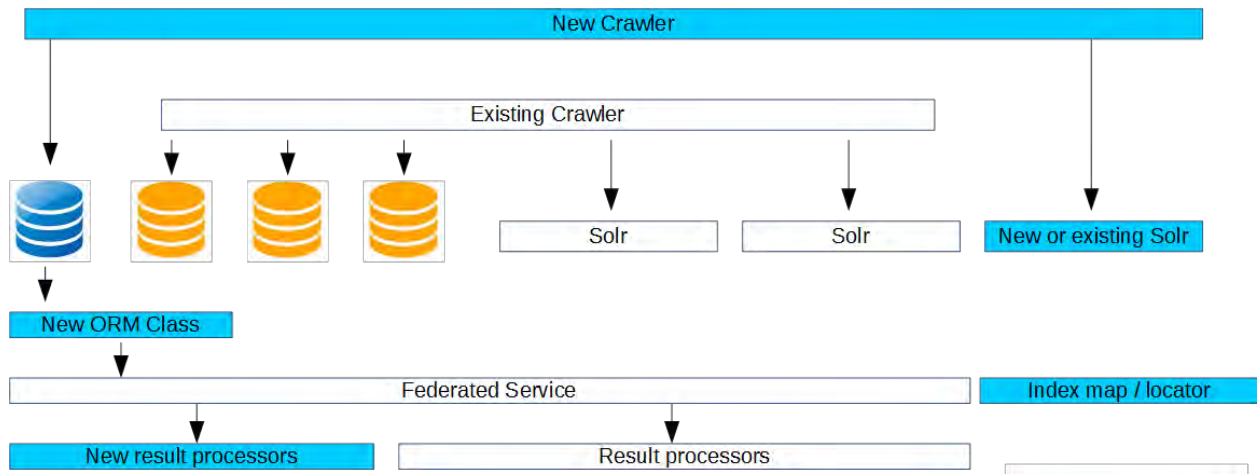 New Crawler
Existing Crawler
Solr
Solr
New or existing Solr
New ORM Class
Federated Service
Index map / locator
New result processors
Result processors